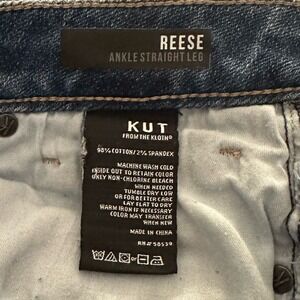 REESE
ANKLE STRAIGHT LEG
KUT
FROM THE KLOTH®
98% COTTON/2% SPANDEX
MACHINE WASH COLD
INSIDE OUT TO RETAIN COLOR
ONLY NON-CHLORINE BLEACH
WHEN NEEDED
TUMBLE DRY LOW
OR FOR BETTER CARE
LAY FLAT TO DRY
WARM IRON IF NECESSARY
COLOR MAY TRANSFER
WHEN NEW
MADE IN CHINA
RN# 58539